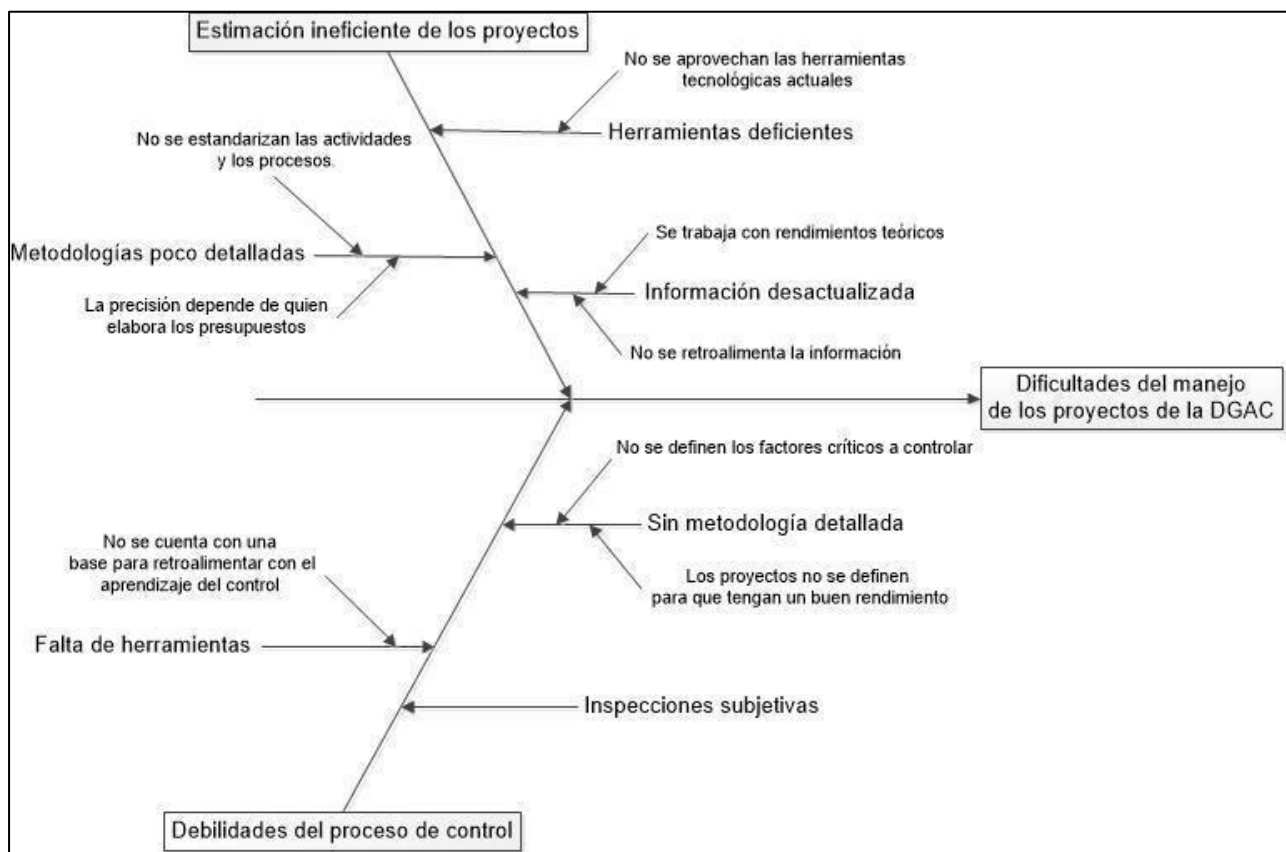 Estimación ineficiente de los proyectos
No se aprovechan las herramientas
tecnológicas actuales
Herramientas deficientes
No se estandarizan las actividades
y los procesos.
Metodologías poco detalladas
La precisión depende de quien
elabora los presupuestos
Se trabaja con rendimientos teóricos
Información desactualizada
No se retroalimenta la información
Dificultades del manejo
de los proyectos de la DGAC
No se definen los factores críticos a controlar
Sin metodología detallada
Los proyectos no se definen
para que tengan un buen rendimiento
No se cuenta con una
base para retroalimentar con el
aprendizaje del control
Falta de herramientas
Inspecciones subjetivas
Debilidades del proceso de control